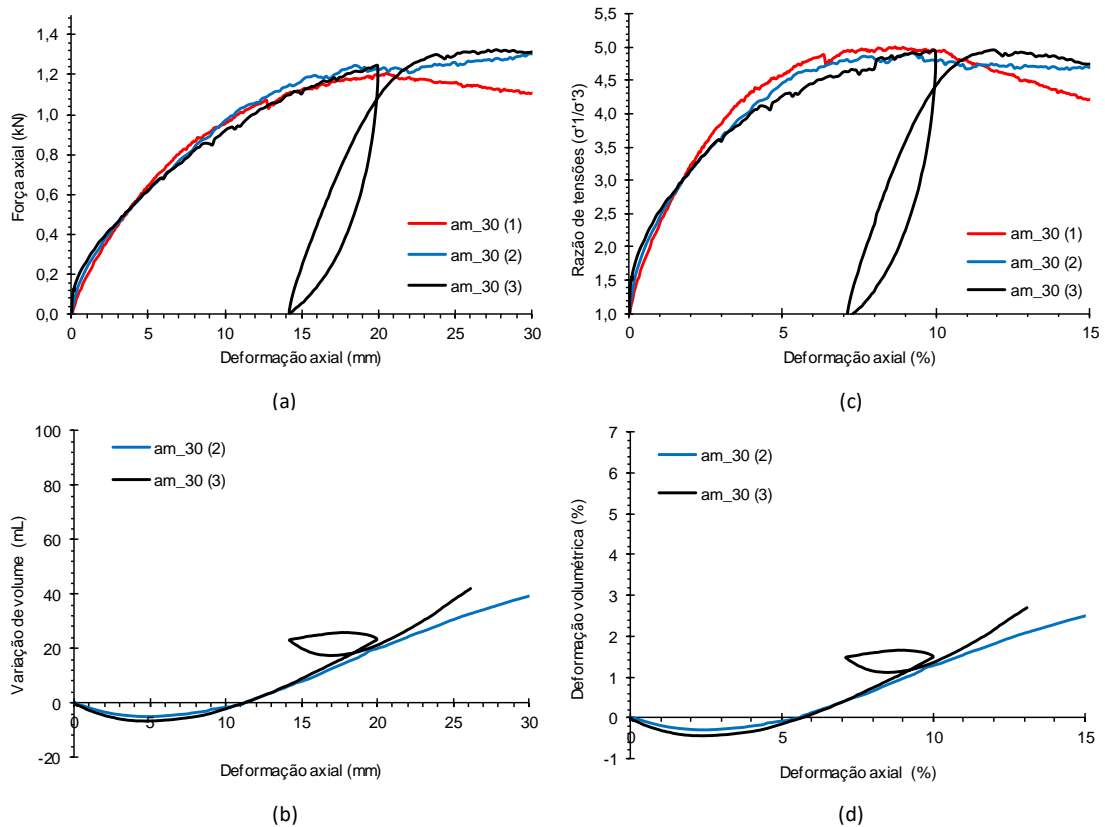 1,4
1,2
1,0
0,8
0,6
0,4
0,2
0,0
Força axial (kN)
am_30 (1)
am_30 (2)
am_30 (3)
0 5 10 15 20 25 30
Deformação axial (mm)
(a)
5,5
5,0
4,5
4,0
3,5
3,0
2,5
2,0
1,5
1,0
Razão de tensões (σ'1/σ'3)
am_30 (1)
am_30 (2)
am_30 (3)
0 5 10 15
Deformação axial (%)
(c)
100
80
60
40
20
0
-20
Variação de volume (mL)
am_30 (2)
am_30 (3)
0 5 10 15 20 25 30
Deformação axial (mm)
(b)
7
6
5
4
3
2
1
0
-1
Deformação volumétrica (%)
am_30 (2)
am_30 (3)
0 5 10 15
Deformação axial (%)
(d)